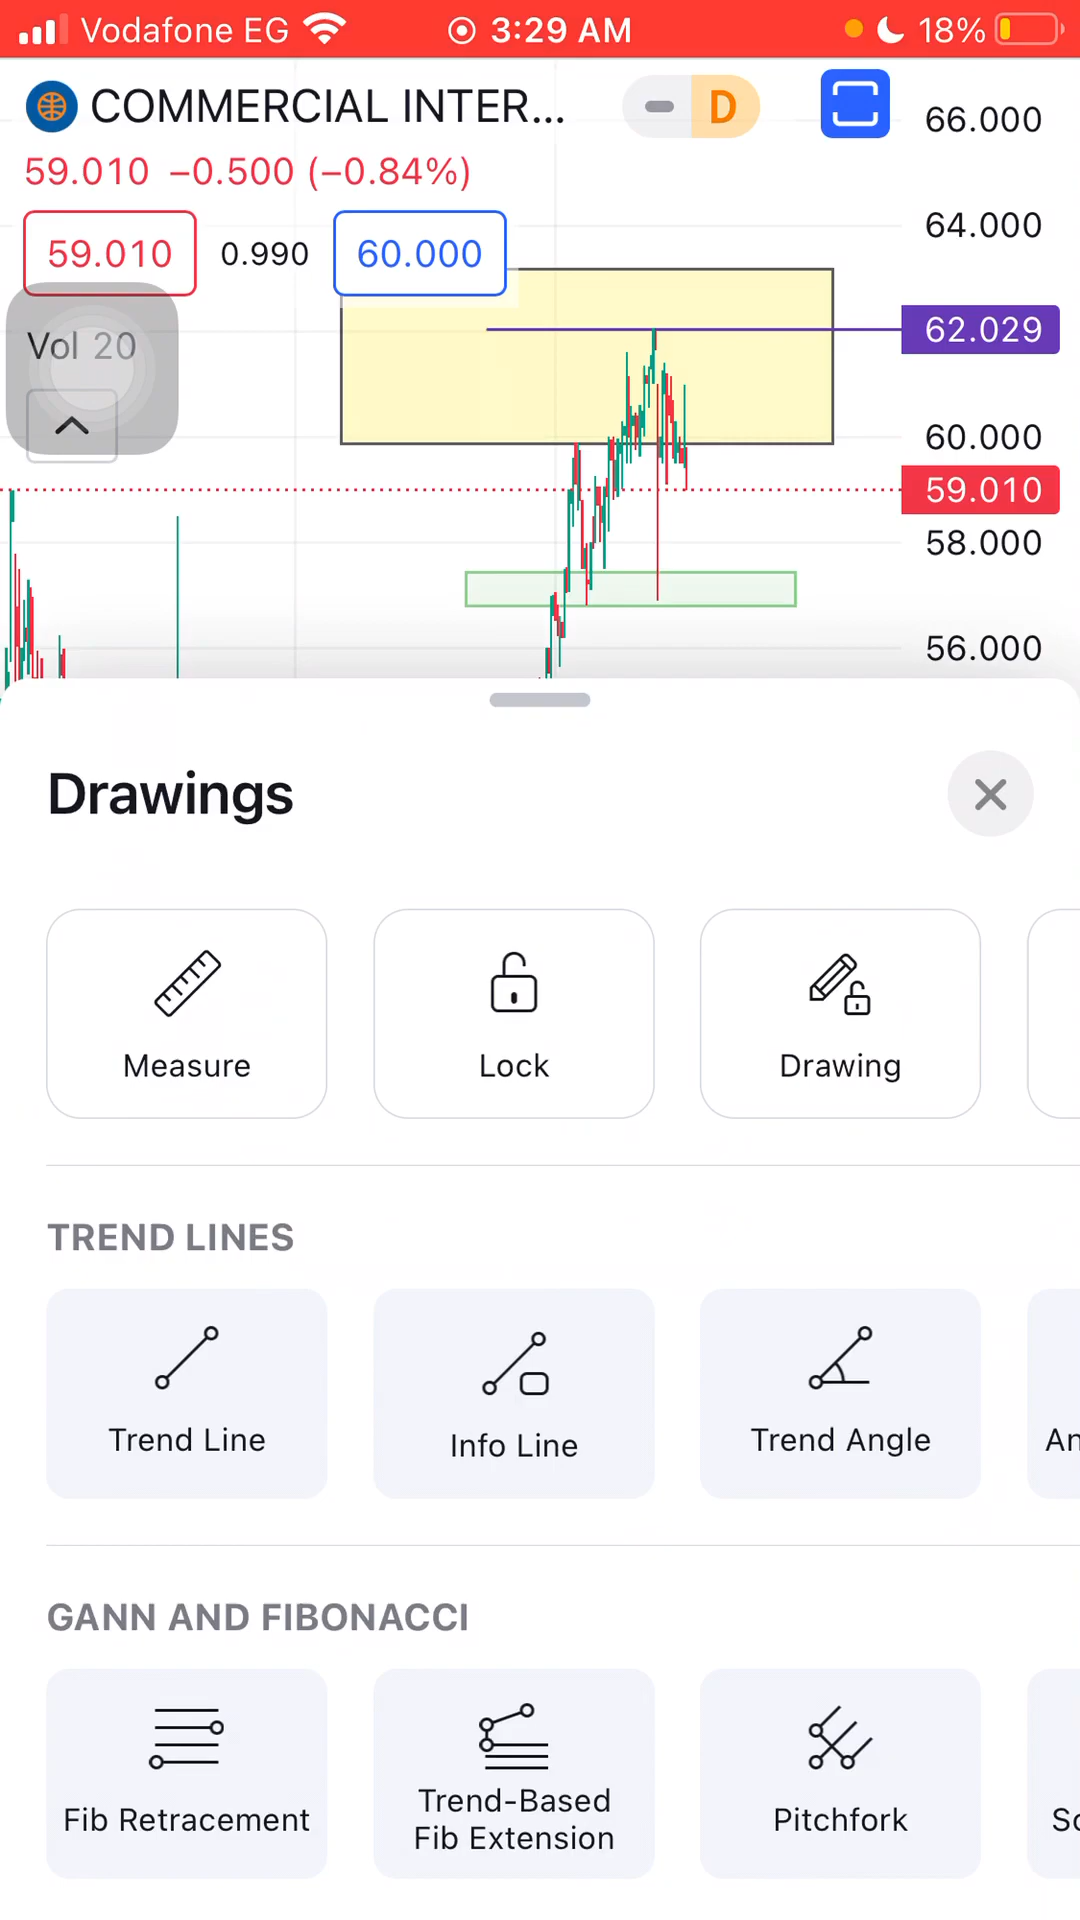 Vodafone EG 3:29 AM 18%
COMMERCIAL INTER... D
66.000
59.010 −0.500 (−0.84%)
64.000
59.010 0.990 60.000
62.029
Vol 20
60.000
59.010
58.000
56.000
Drawings
Measure Lock Drawing
TREND LINES
Trend Line Info Line Trend Angle An
GANN AND FIBONACCI
Fib Retracement Trend-Based Pitchfork Sc
Fib Extension